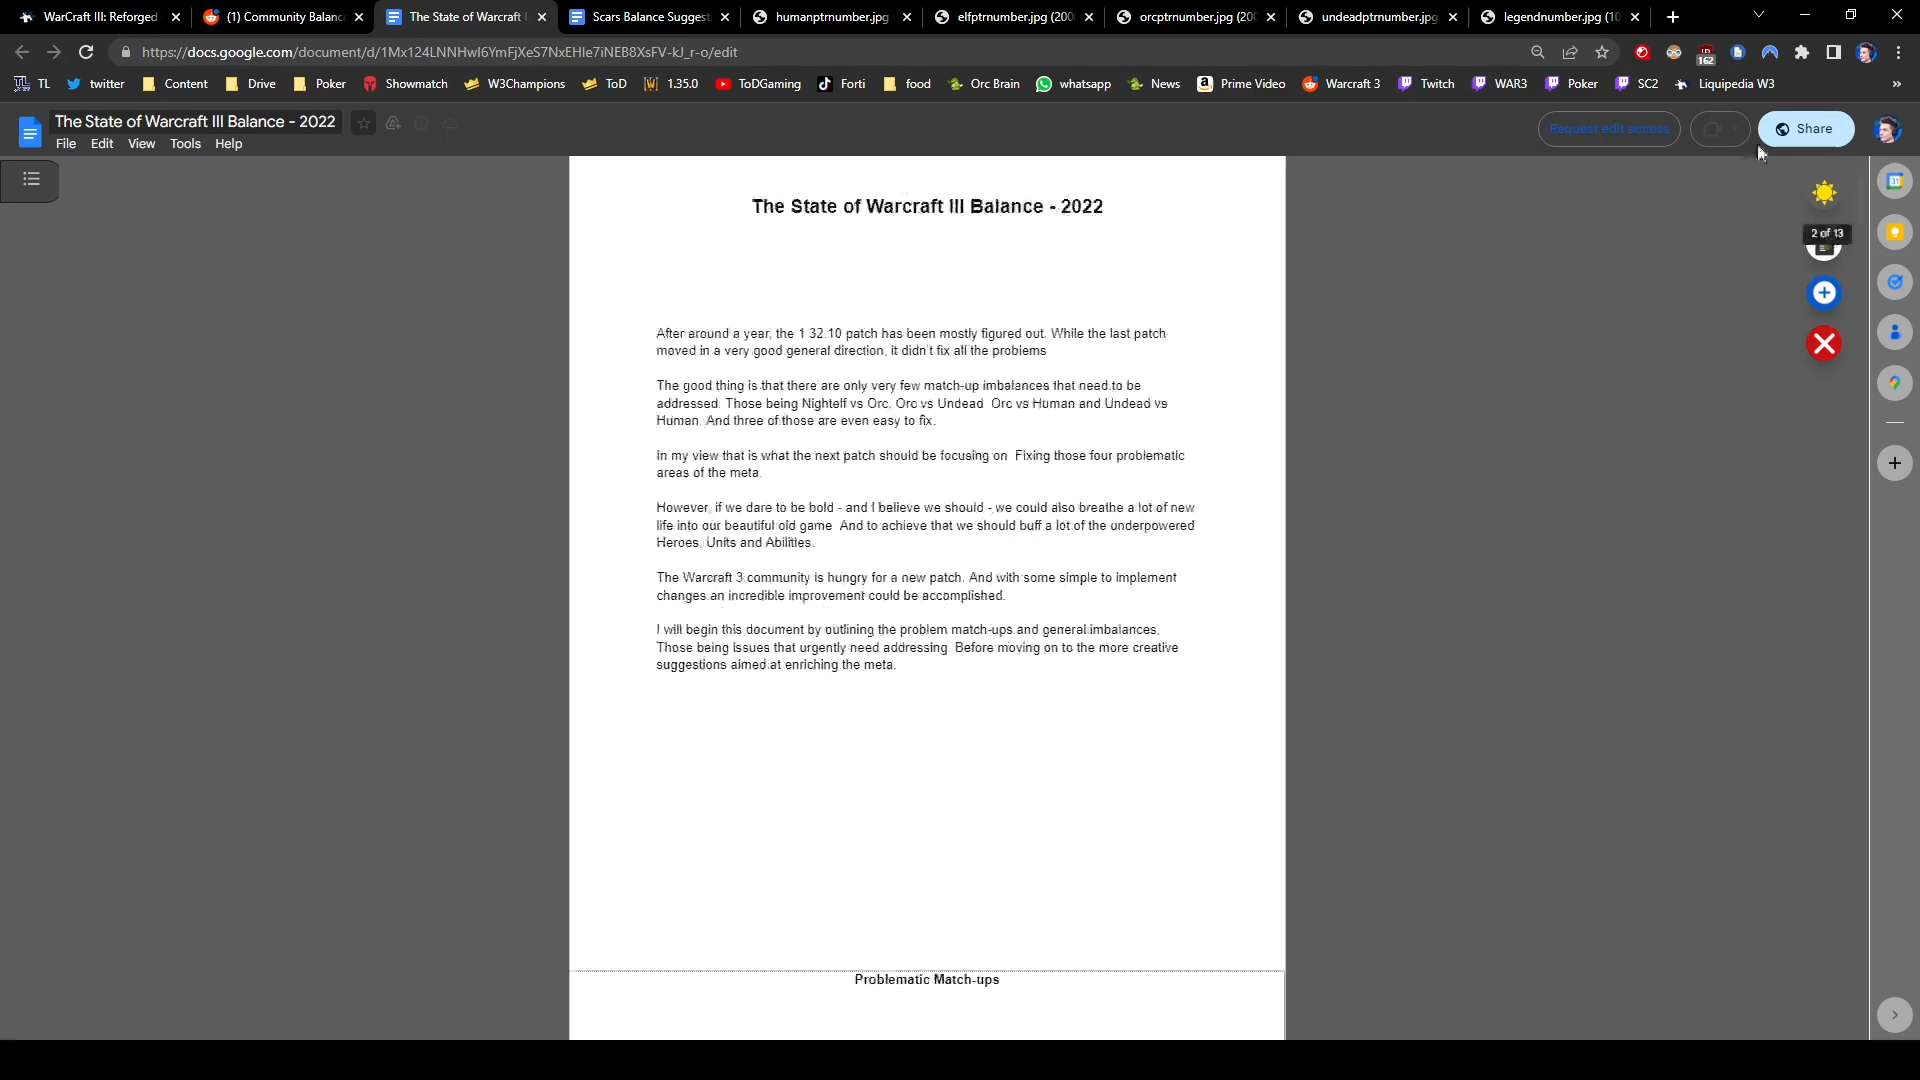 WarCraft III: Reforged
(1) Community Balanc
The State of Warcraft I
Scars Balance Suggest
humanptrnumber.jpg
elfptrnumber.jpg (200
orcptrnumber.jpg (20
undeadptrnumber.jpg
legendnumber.jpg (10
https://docs.google.com/document/d/1Mx124LNNHwI6YmFjXeS7NxEHle7iNEB8XsFV-kJ_r-o/edit
162
TL
twitter
Content
Drive
Poker
Showmatch
W3Champions
ToD
1.35.0
ToDGaming
Forti
food
Orc Brain
whatsapp
News
Prime Video
Warcraft 3
Twitch
WAR3
Poker
SC2
Liquipedia W3
»
The State of Warcraft III Balance - 2022
File Edit View Tools Help
Request edit access
Share
31
2 of 13
The State of Warcraft III Balance - 2022
After around a year, the 1.32.10 patch has been mostly figured out. While the last patch
moved in a very good general direction, it didn't fix all the problems
The good thing is that there are only very few match-up imbalances that need to be
addressed. Those being Nightelf vs Orc, Orc vs Undead Orc vs Human and Undead vs
Human. And three of those are even easy to fix.
In my view that is what the next patch should be focusing on Fixing those four problematic
areas of the meta.
However, if we dare to be bold - and I believe we should - we could also breathe a lot of new
life into our beautiful old game And to achieve that we should buff a lot of the underpowered
Heroes, Units and Abilities.
The Warcraft 3 community is hungry for a new patch. And with some simple to implement
changes an incredible improvement could be accomplished.
I will begin this document by outlining the problem match-ups and general imbalances.
Those being issues that urgently need addressing Before moving on to the more creative
suggestions aimed at enriching the meta.
Problematic Match-ups